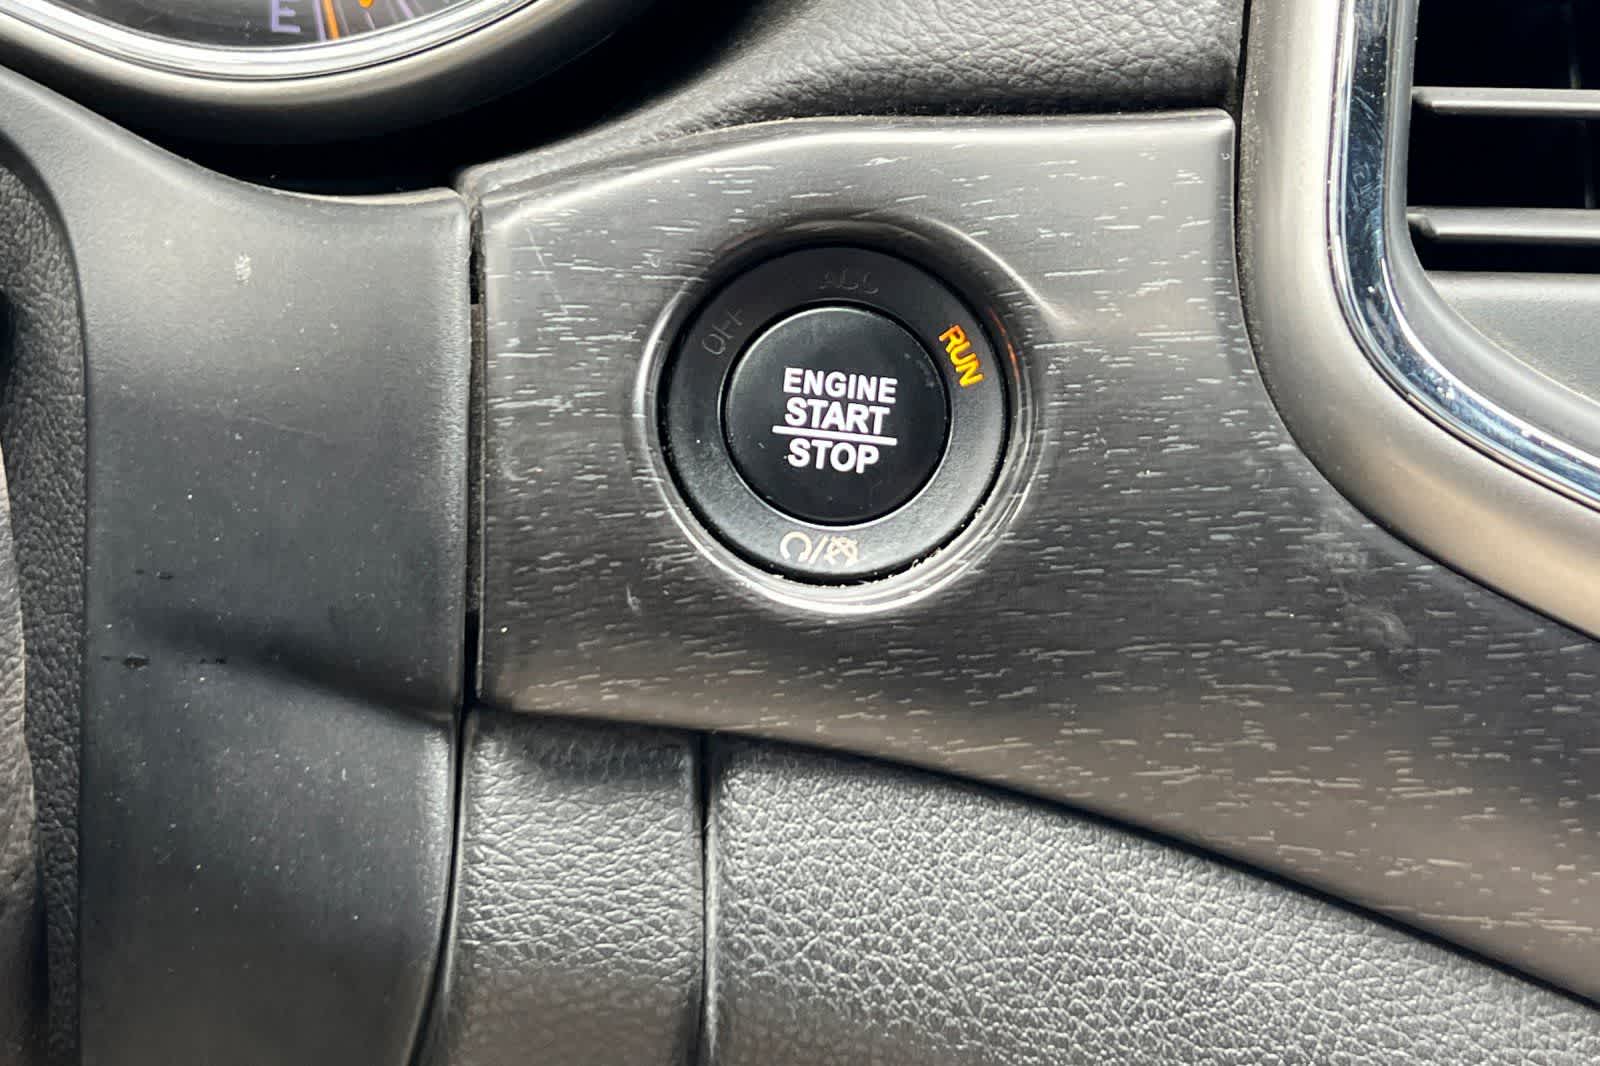 E
ACC
OFF
RUN
ENGINE
START
STOP